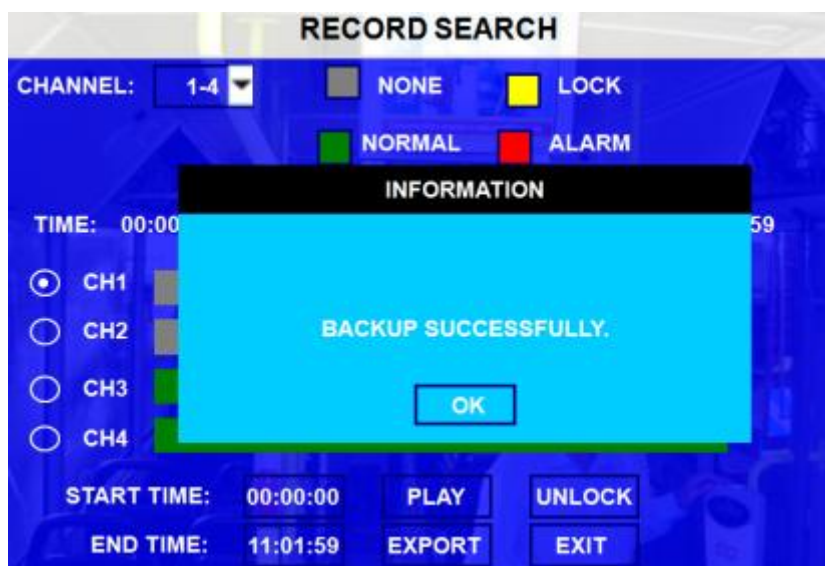 RECORD SEARCH
CHANNEL: 1-4 NONE LOCK
NORMAL ALARM
INFORMATION
TIME: 00:00 59
CH1
CH2 BACKUP SUCCESSFULLY.
CH3
OK
CH4
START TIME: 00:00:00 PLAY UNLOCK
END TIME: 11:01:59 EXPORT EXIT